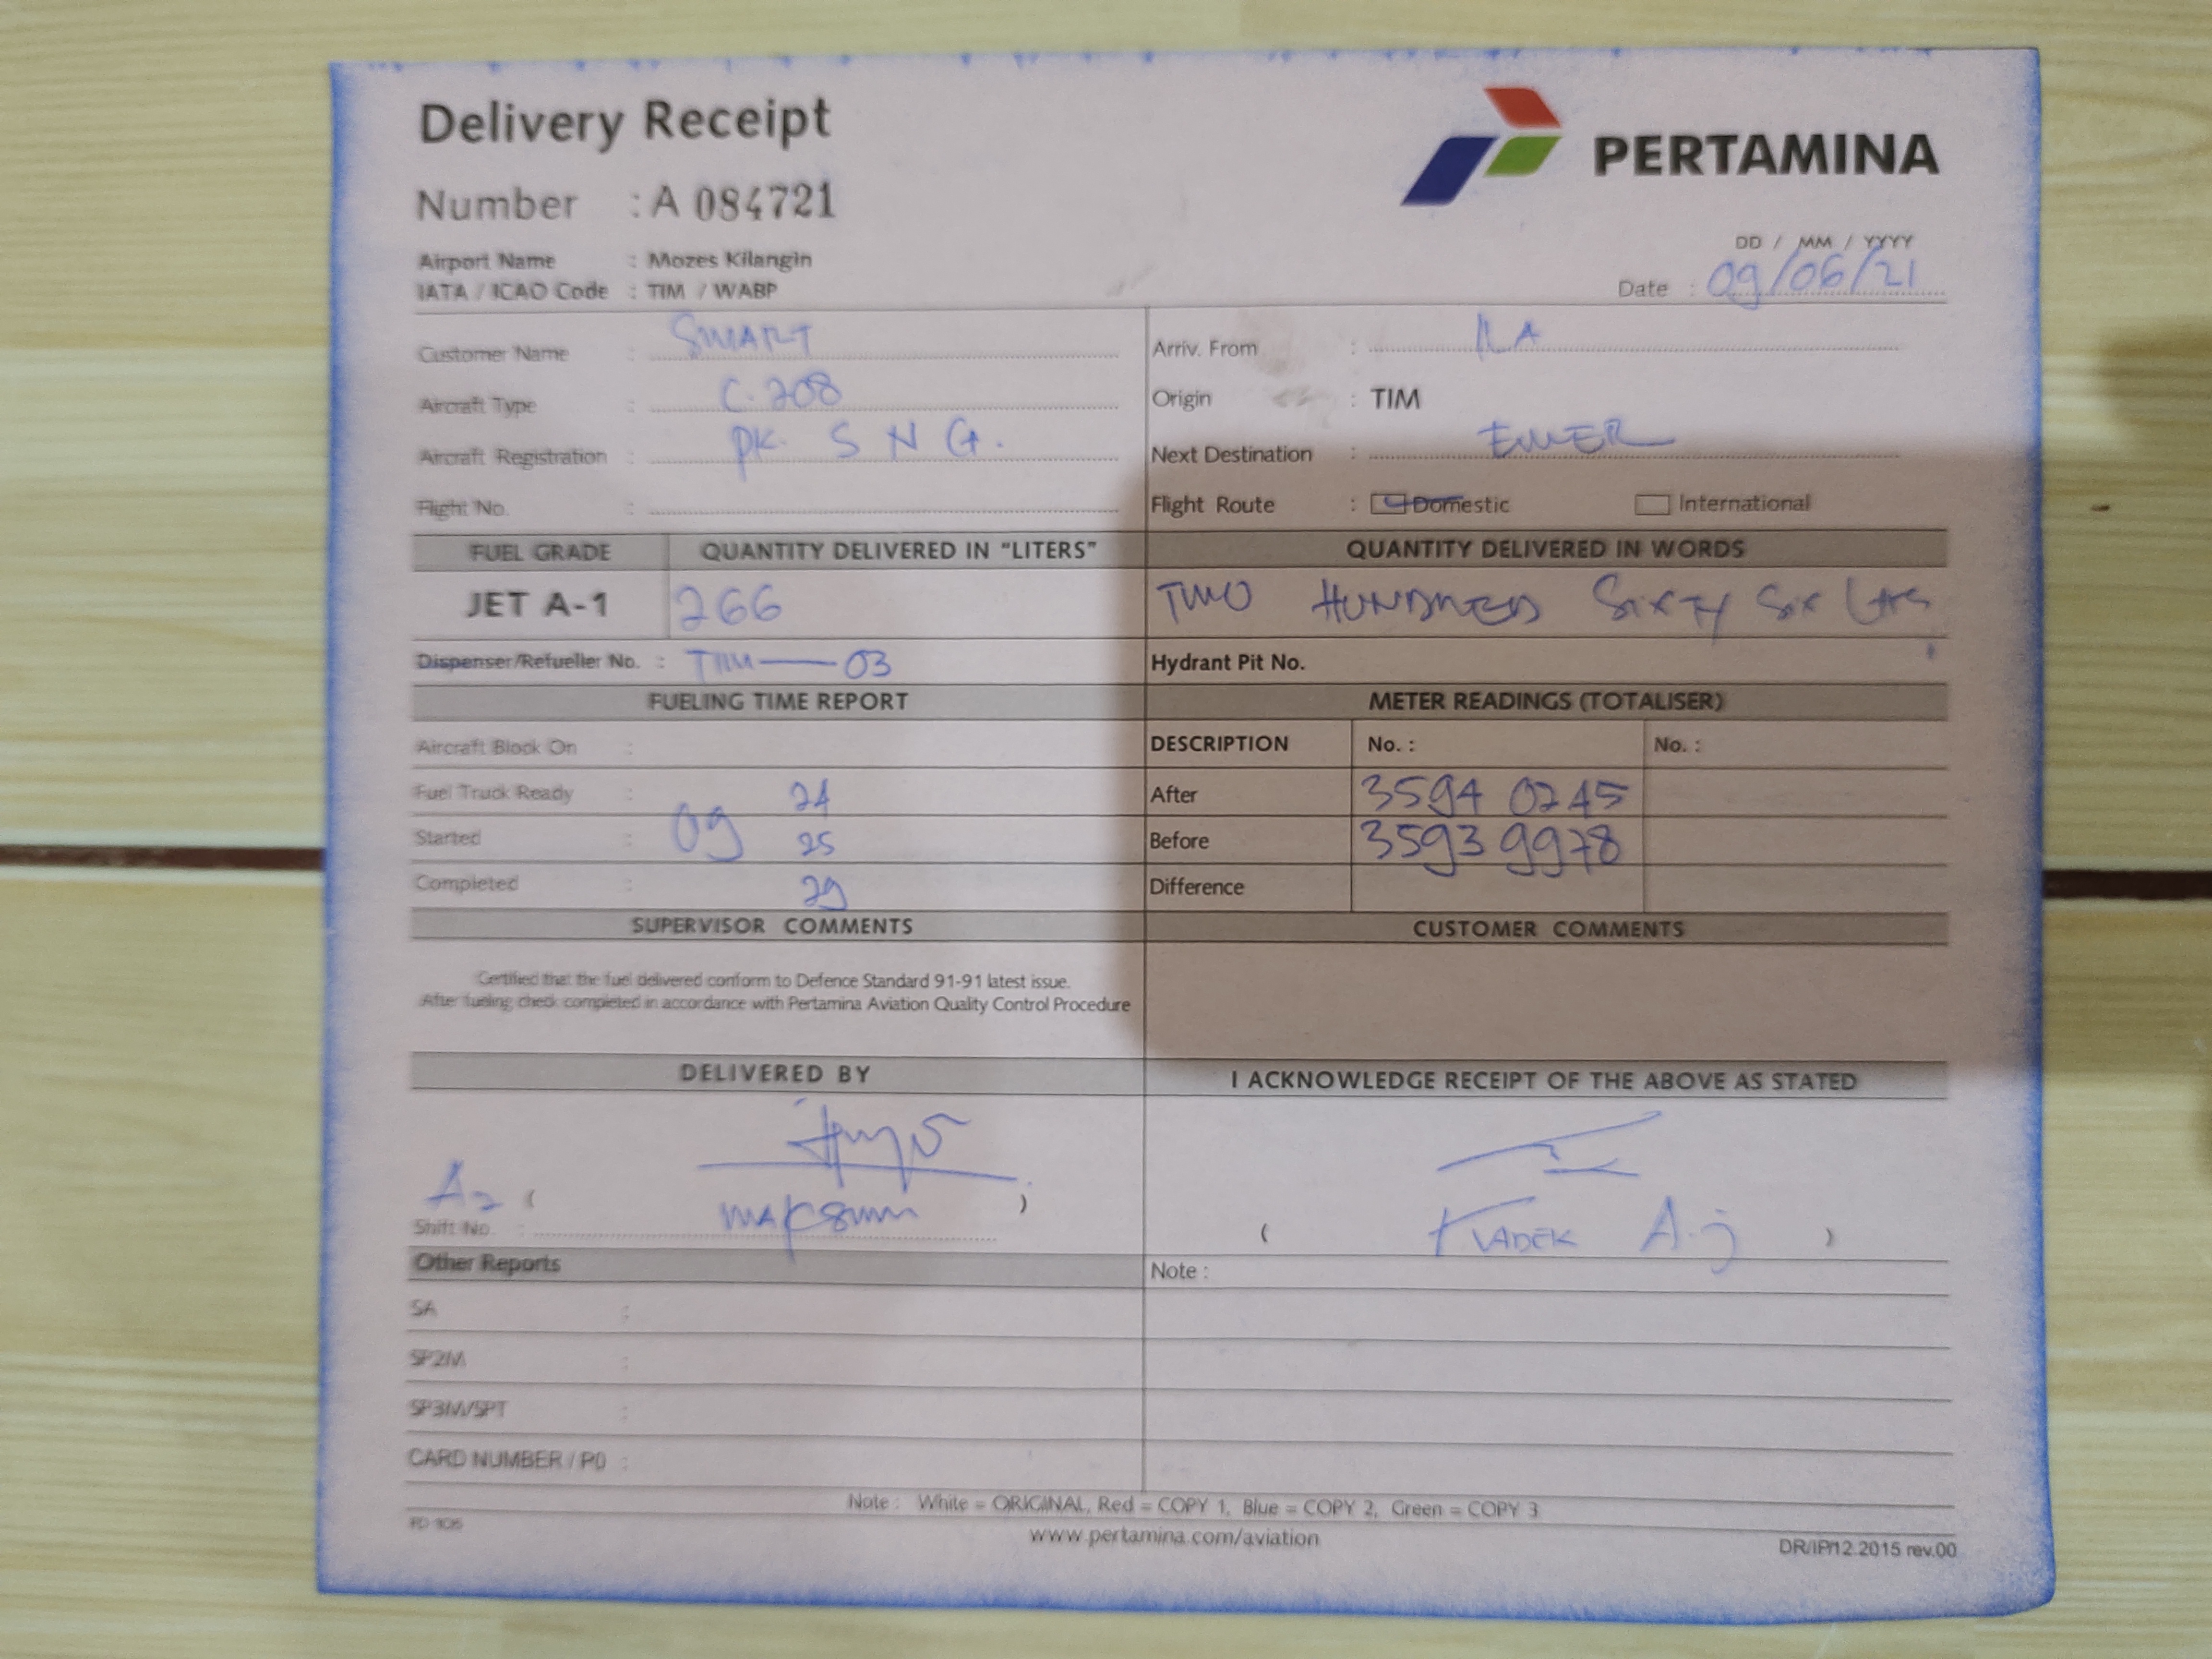 Delivery Receipt
PERTAMINA
Number : A 084721
Airport Name : Mozes Kilangin
IATA / ICAO Code : TIM / WABP
DD / MM / YYYY
Date : 09/06/21
Customer Name : SMART
Arriv. From : ILA
Aircraft Type : C.208
Origin : TIM
Aircraft Registration : PK. S N G.
Next Destination :
Flight No. :
Flight Route : Domestic International
FUEL GRADE QUANTITY DELIVERED IN "LITERS" QUANTITY DELIVERED IN WORDS
JET A-1 266 TWO HUNDRED SIXTY SIX LTRS
Dispenser/Refueller No. : TIM — 03 Hydrant Pit No.
FUELING TIME REPORT METER READINGS (TOTALISER)
Aircraft Block On : DESCRIPTION No. : No. :
Fuel Truck Ready : 24 After 3594 0245
Started : 09 25 Before 3593 9978
Completed : 29 Difference
SUPERVISOR COMMENTS CUSTOMER COMMENTS
Certified that the fuel delivered conform to Defence Standard 91-91 latest issue.
After fueling check completed in accordance with Pertamina Aviation Quality Control Procedure
DELIVERED BY I ACKNOWLEDGE RECEIPT OF THE ABOVE AS STATED
A2 ( )
Shift No. : MAKSUM
( KADEK A.J )
Other Reports Note :
SA :
SP2M :
SP3M/SPT :
CARD NUMBER / PO :
Note : White = ORIGINAL, Red = COPY 1, Blue = COPY 2, Green = COPY 3
www.pertamina.com/aviation
DR/IP/12.2015 rev.00